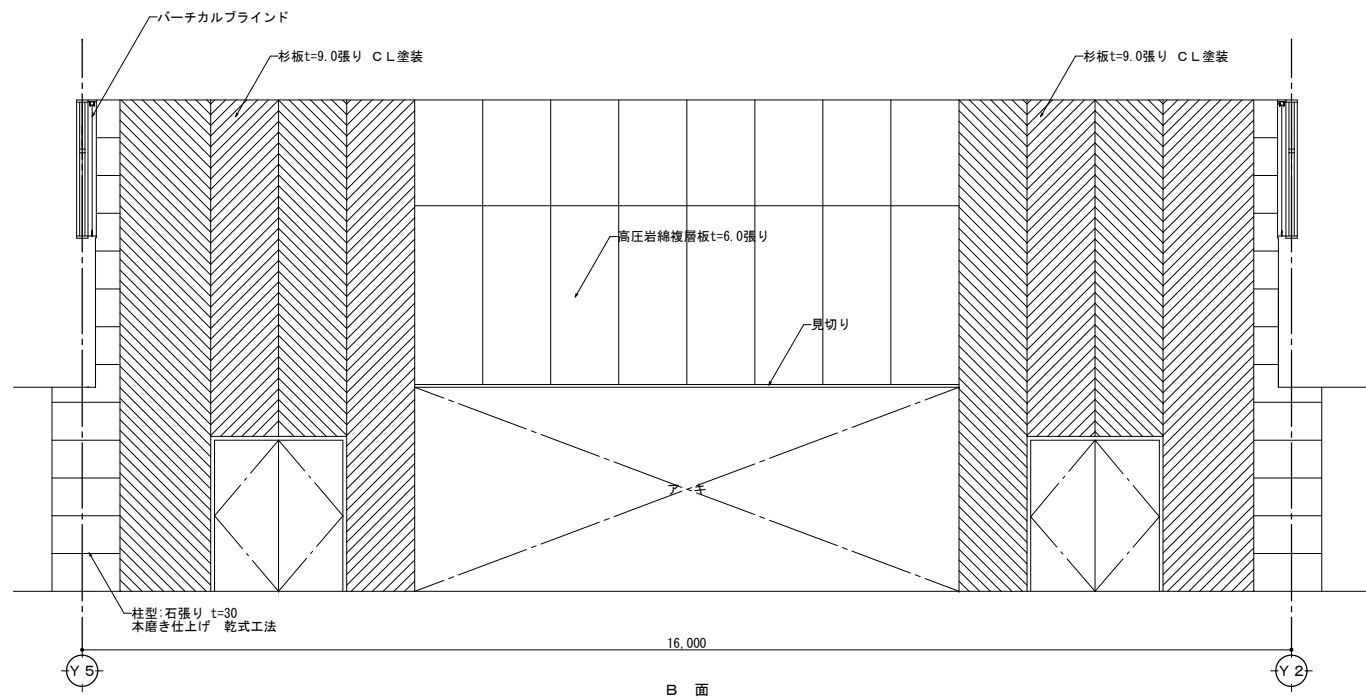 バーチカルブラインド
杉板t=9.0張り CL塗装
杉板t=9.0張り CL塗装
高圧岩綿複層板t=6.0張り
見切り
アキ
柱型:石張り t=30
本磨き仕上げ 乾式工法
16,000
Y5
Y2
B 面